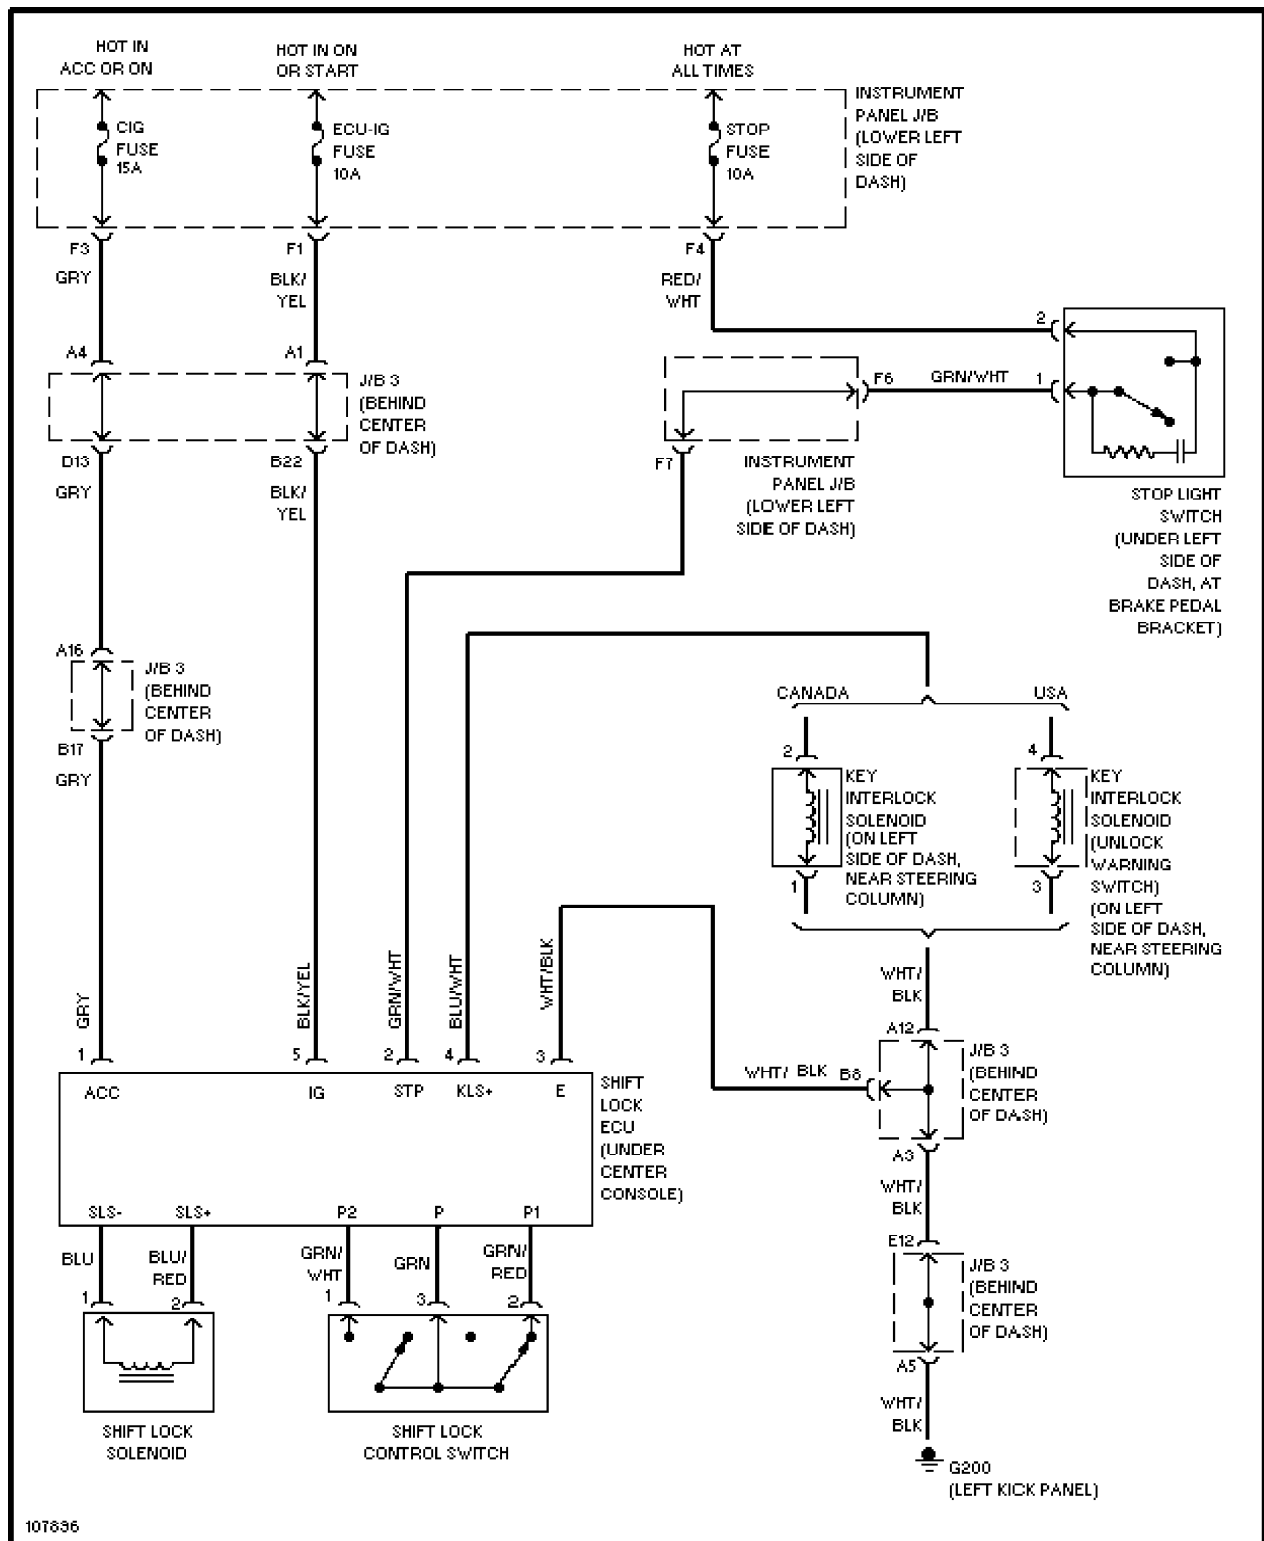 HOT IN
ACC OR ON
HOT IN ON
OR START
HOT AT
ALL TIMES
INSTRUMENT
PANEL J/B
(LOWER LEFT
SIDE OF
DASH)
CIG
FUSE
15A
ECU-IG
FUSE
10A
STOP
FUSE
10A
F3
F1
F4
GRY
BLK/
YEL
RED/
WHT
A4
A1
2
J/B 3
(BEHIND
CENTER
OF DASH)
F6
GRN/WHT
1
D13
B22
F7
GRY
BLK/
YEL
INSTRUMENT
PANEL J/B
(LOWER LEFT
SIDE OF DASH)
STOP LIGHT
SWITCH
(UNDER LEFT
SIDE OF
DASH, AT
BRAKE PEDAL
BRACKET)
A16
J/B 3
(BEHIND
CENTER
OF DASH)
B17
GRY
CANADA
USA
2
4
KEY
INTERLOCK
SOLENOID
(ON LEFT
SIDE OF DASH,
NEAR STEERING
COLUMN)
KEY
INTERLOCK
SOLENOID
(UNLOCK
WARNING
SWITCH)
(ON LEFT
SIDE OF DASH,
NEAR STEERING
COLUMN)
1
3
GRY
BLK/YEL
GRN/WHT
BLU/WHT
WHT/BLK
WHT/
BLK
A12
1
5
2
4
3
WHT/ BLK
B8
J/B 3
(BEHIND
CENTER
OF DASH)
ACC
IG
STP
KLS+
E
SHIFT
LOCK
ECU
(UNDER
CENTER
CONSOLE)
A3
WHT/
BLK
SLS-
SLS+
P2
P
P1
E12
BLU
BLU/
RED
GRN/
WHT
GRN
GRN/
RED
J/B 3
(BEHIND
CENTER
OF DASH)
1
2
1
3
2
A5
WHT/
BLK
SHIFT LOCK
SOLENOID
SHIFT LOCK
CONTROL SWITCH
G200
(LEFT KICK PANEL)
107836